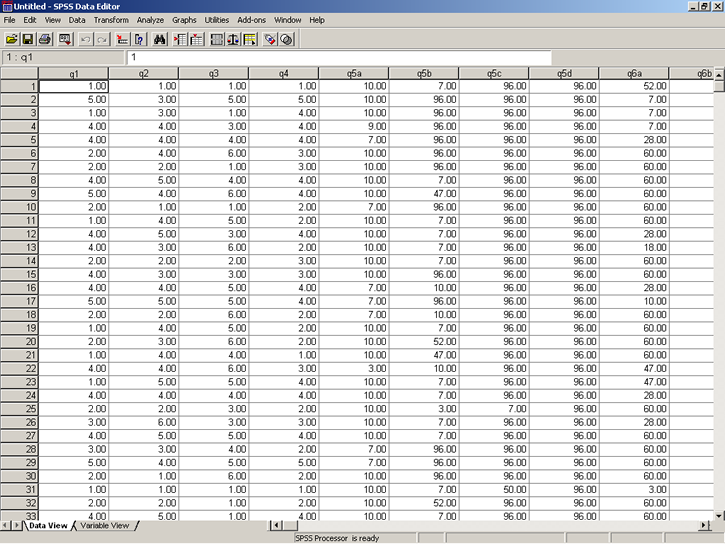 Untitled - SPSS Data Editor
File Edit View Data Transform Analyze Graphs Utilities Add-ons Window Help
1 : q1 1
q1 q2 q3 q4 q5a q5b q5c q5d q6a q6b
1 1.00 1.00 1.00 1.00 10.00 7.00 96.00 96.00 52.00
2 5.00 3.00 5.00 5.00 10.00 96.00 96.00 96.00 7.00
3 1.00 3.00 1.00 4.00 10.00 96.00 96.00 96.00 7.00
4 4.00 4.00 3.00 4.00 9.00 96.00 96.00 96.00 7.00
5 4.00 4.00 4.00 4.00 7.00 96.00 96.00 96.00 28.00
6 2.00 4.00 6.00 3.00 10.00 96.00 96.00 96.00 60.00
7 2.00 2.00 1.00 3.00 10.00 96.00 96.00 96.00 60.00
8 4.00 5.00 4.00 4.00 10.00 7.00 96.00 96.00 60.00
9 5.00 4.00 6.00 4.00 10.00 47.00 96.00 96.00 60.00
10 2.00 1.00 1.00 2.00 7.00 96.00 96.00 96.00 60.00
11 1.00 4.00 5.00 2.00 10.00 7.00 96.00 96.00 60.00
12 4.00 5.00 3.00 4.00 10.00 7.00 96.00 96.00 28.00
13 4.00 3.00 6.00 2.00 10.00 7.00 96.00 96.00 18.00
14 2.00 2.00 2.00 3.00 10.00 7.00 96.00 96.00 60.00
15 4.00 3.00 3.00 3.00 10.00 96.00 96.00 96.00 60.00
16 4.00 4.00 5.00 4.00 7.00 10.00 96.00 96.00 28.00
17 5.00 5.00 5.00 4.00 7.00 96.00 96.00 96.00 10.00
18 2.00 2.00 6.00 2.00 7.00 10.00 96.00 96.00 60.00
19 1.00 4.00 5.00 2.00 10.00 7.00 96.00 96.00 60.00
20 2.00 3.00 6.00 2.00 10.00 52.00 96.00 96.00 60.00
21 1.00 4.00 4.00 1.00 10.00 47.00 96.00 96.00 60.00
22 4.00 4.00 6.00 3.00 3.00 10.00 96.00 96.00 47.00
23 1.00 5.00 5.00 4.00 10.00 7.00 96.00 96.00 47.00
24 4.00 4.00 4.00 4.00 10.00 7.00 96.00 96.00 28.00
25 2.00 2.00 3.00 2.00 10.00 3.00 7.00 96.00 60.00
26 3.00 6.00 3.00 3.00 10.00 7.00 96.00 96.00 28.00
27 4.00 5.00 5.00 4.00 10.00 7.00 96.00 96.00 60.00
28 3.00 3.00 4.00 2.00 7.00 96.00 96.00 96.00 60.00
29 5.00 4.00 5.00 5.00 7.00 96.00 96.00 96.00 60.00
30 2.00 1.00 6.00 2.00 10.00 96.00 96.00 96.00 60.00
31 1.00 1.00 1.00 1.00 10.00 7.00 50.00 96.00 3.00
32 2.00 2.00 1.00 2.00 10.00 52.00 96.00 96.00 60.00
33 4.00 5.00 1.00 4.00 10.00 7.00 96.00 96.00 60.00
Data View Variable View
SPSS Processor is ready